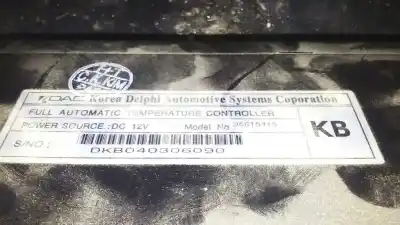 KDAC Korea Delphi Automotive Systems Coporation
FULL AUTOMATIC TEMPERATURE CONTROLLER
POWER SOURCE :DC 12V Model No.
KB
S/NO :
DKB040306090